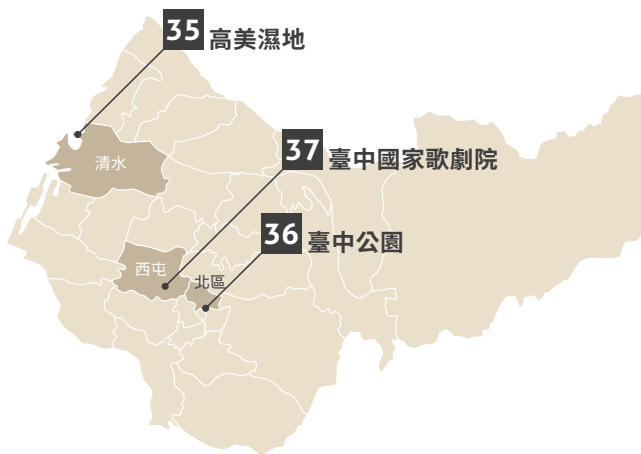 35 高美濕地
清水
37 臺中國家歌劇院
36 臺中公園
西屯
北區